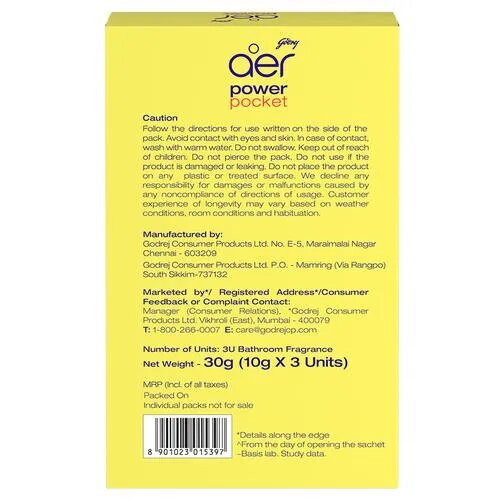 Godrej
aer
power
pocket
Caution
Follow the directions for use written on the side of the
pack. Avoid contact with eyes and skin. In case of contact,
wash with warm water. Do not swallow. Keep out of reach
of children. Do not pierce the pack. Do not use if the
product is damaged or leaking. Do not place the product
on any plastic or treated surface. We decline any
responsibility for damages or malfunctions caused by
any noncompliance of directions of usage. Customer
experience of longevity may vary based on weather
conditions, room conditions and habituation.
Manufactured by:
Godrej Consumer Products Ltd. No. E-5, Maraimalai Nagar
Chennai - 603209
Godrej Consumer Products Ltd. P.O. - Mamring (Via Rangpo)
South Sikkim-737132
Marketed by*/ Registered Address*/Consumer
Feedback or Complaint Contact:
Manager (Consumer Relations), *Godrej Consumer
Products Ltd. Vikhroli (East), Mumbai - 400079
T: 1-800-266-0007 E: care@godrejcp.com
Number of Units: 3U Bathroom Fragrance
Net Weight - 30g (10g X 3 Units)
MRP (Incl. of all taxes)
Packed On
Individual packs not for sale
8 901023 015397
*Details along the edge
^From the day of opening the sachet
-Basis lab. Study data.